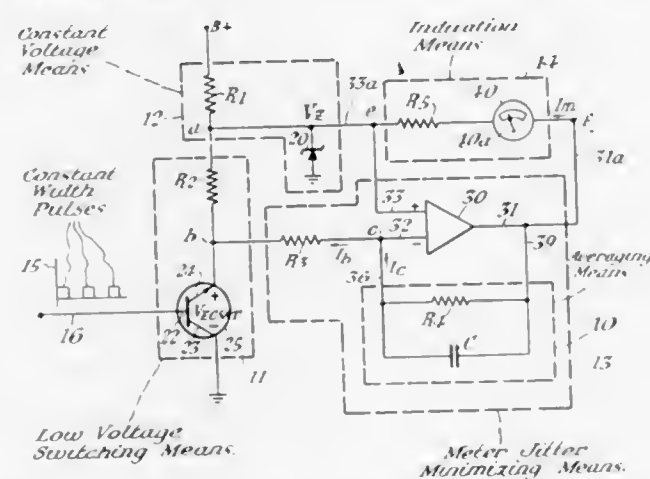 Constant
Voltage
Means
B+
Indication
Means
44
12
R1
VZ
33a
a
20
e
R5
40
40a
Im
f
31a
Constant
Width
Pulses
R2
15
33
+
30
31
b
c
32
-
39
R3
Ib
36
Ic
Averaging
Means
24
+
VECSAT
16
22
23
-
25
R4
C
10
13
11
Low Voltage
Switching Means.
Meter Jitter
Minimizing Means.